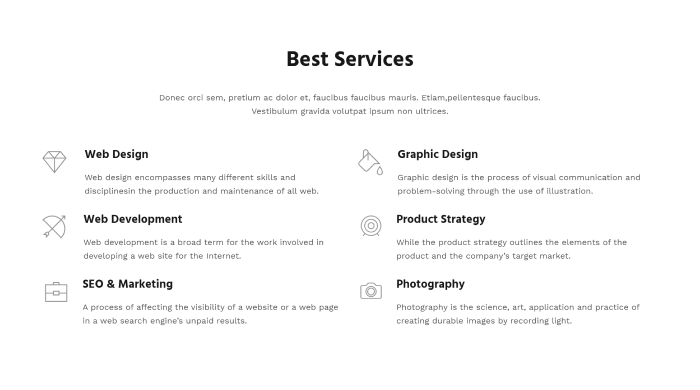 Best Services
Donec orci sem, pretium ac dolor et, faucibus faucibus mauris. Etiam,pellentesque faucibus.
Vestibulum gravida volutpat ipsum non ultrices.
Web Design
Web design encompasses many different skills and
disciplinesin the production and maintenance of all web.
Graphic Design
Graphic design is the process of visual communication and
problem-solving through the use of illustration.
Web Development
Web development is a broad term for the work involved in
developing a web site for the Internet.
Product Strategy
While the product strategy outlines the elements of the
product and the company's target market.
SEO & Marketing
A process of affecting the visibility of a website or a web page
in a web search engine's unpaid results.
Photography
Photography is the science, art, application and practice of
creating durable images by recording light.